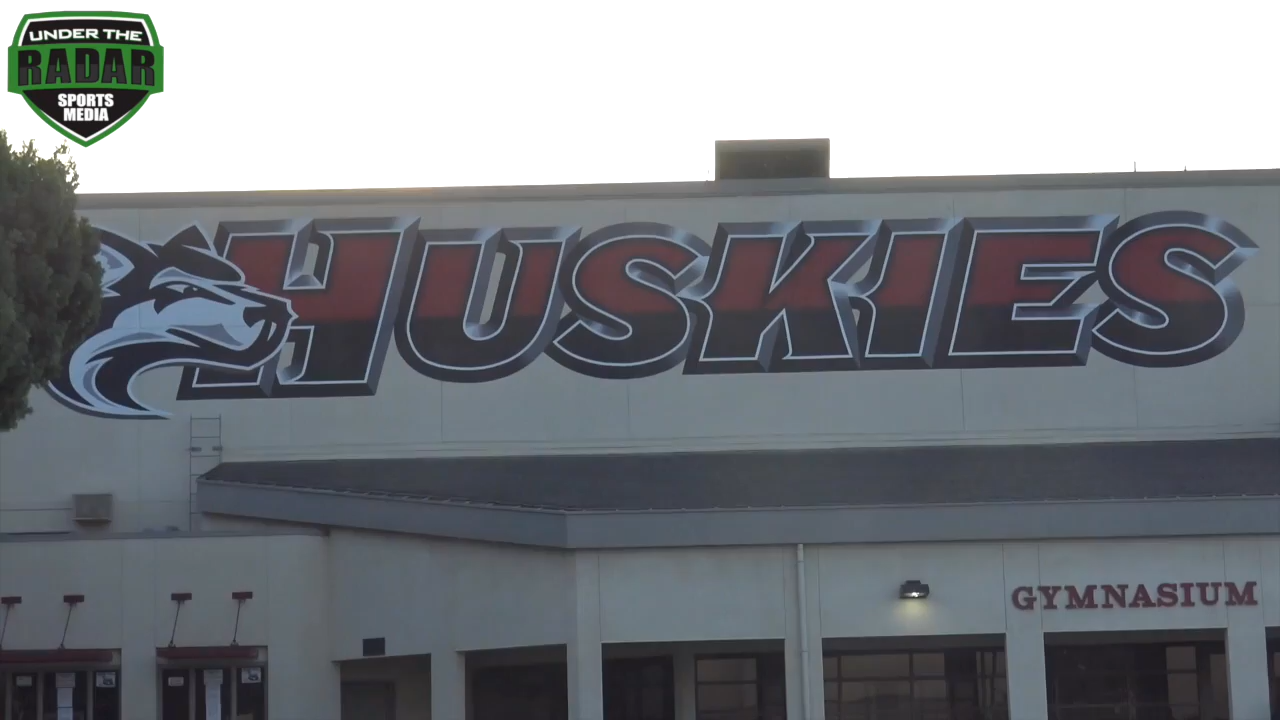 UNDER THE
RADAR
SPORTS
MEDIA
HUSKIES
GYMNASIUM